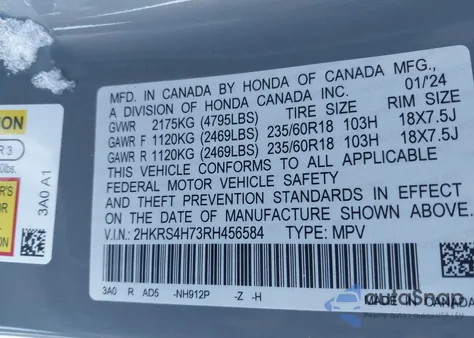 MFD. IN CANADA BY HONDA OF CANADA MFG.,
A DIVISION OF HONDA CANADA INC. 01/'24
TIRE SIZE RIM SIZE
GVWR 2175KG (4795LBS)
GAWR F 1120KG (2469LBS) 235/60R18 103H 18X7.5J
GAWR R 1120KG (2469LBS) 235/60R18 103H 18X7.5J
THIS VEHICLE CONFORMS TO ALL APPLICABLE
FEDERAL MOTOR VEHICLE SAFETY
AND THEFT PREVENTION STANDARDS IN EFFECT
ON THE DATE OF MANUFACTURE SHOWN ABOVE.
V.I.N.: 2HKRS4H73RH456584 TYPE: MPV
3A0 R AD5 -NH912P -Z -H
MADE IN CANADA
3A0 A1
autoSnap